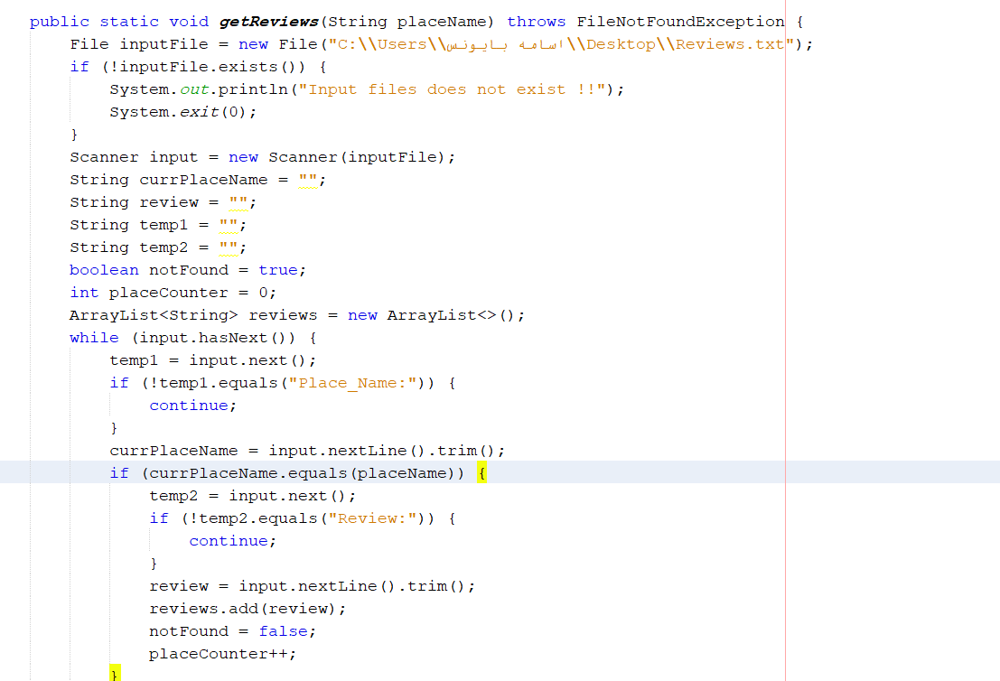 public static void getReviews(String placeName) throws FileNotFoundException {
File inputFile = new File("C:\\Users\\اسامه بايونس\\Desktop\\Reviews.txt");
if (!inputFile.exists()) {
System.out.println("Input files does not exist !!");
System.exit(0);
}
Scanner input = new Scanner(inputFile);
String currPlaceName = "";
String review = "";
String temp1 = "";
String temp2 = "";
boolean notFound = true;
int placeCounter = 0;
ArrayList<String> reviews = new ArrayList<>();
while (input.hasNext()) {
temp1 = input.next();
if (!temp1.equals("Place_Name:")) {
continue;
}
currPlaceName = input.nextLine().trim();
if (currPlaceName.equals(placeName)) {
temp2 = input.next();
if (!temp2.equals("Review:")) {
continue;
}
review = input.nextLine().trim();
reviews.add(review);
notFound = false;
placeCounter++;
}